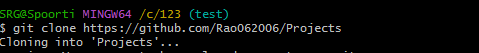 SRG@Spoorti MINGW64 /c/123 (test)
$ git clone https://github.com/Rao062006/Projects
Cloning into 'Projects'...